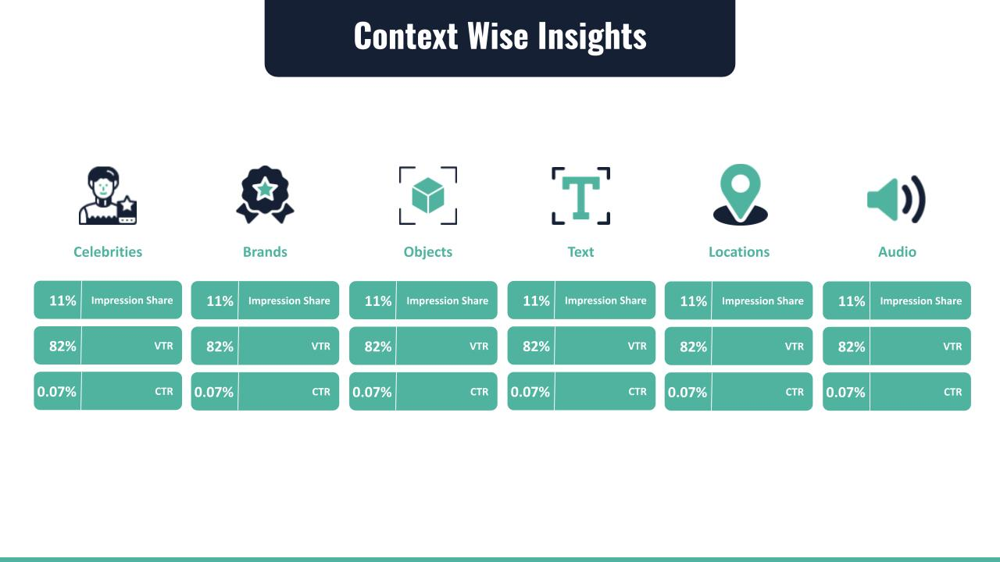 Context Wise Insights
Celebrities Brands Objects Text Locations Audio
11% Impression Share 11% Impression Share 11% Impression Share 11% Impression Share 11% Impression Share 11% Impression Share
82% VTR 82% VTR 82% VTR 82% VTR 82% VTR 82% VTR
0.07% CTR 0.07% CTR 0.07% CTR 0.07% CTR 0.07% CTR 0.07% CTR